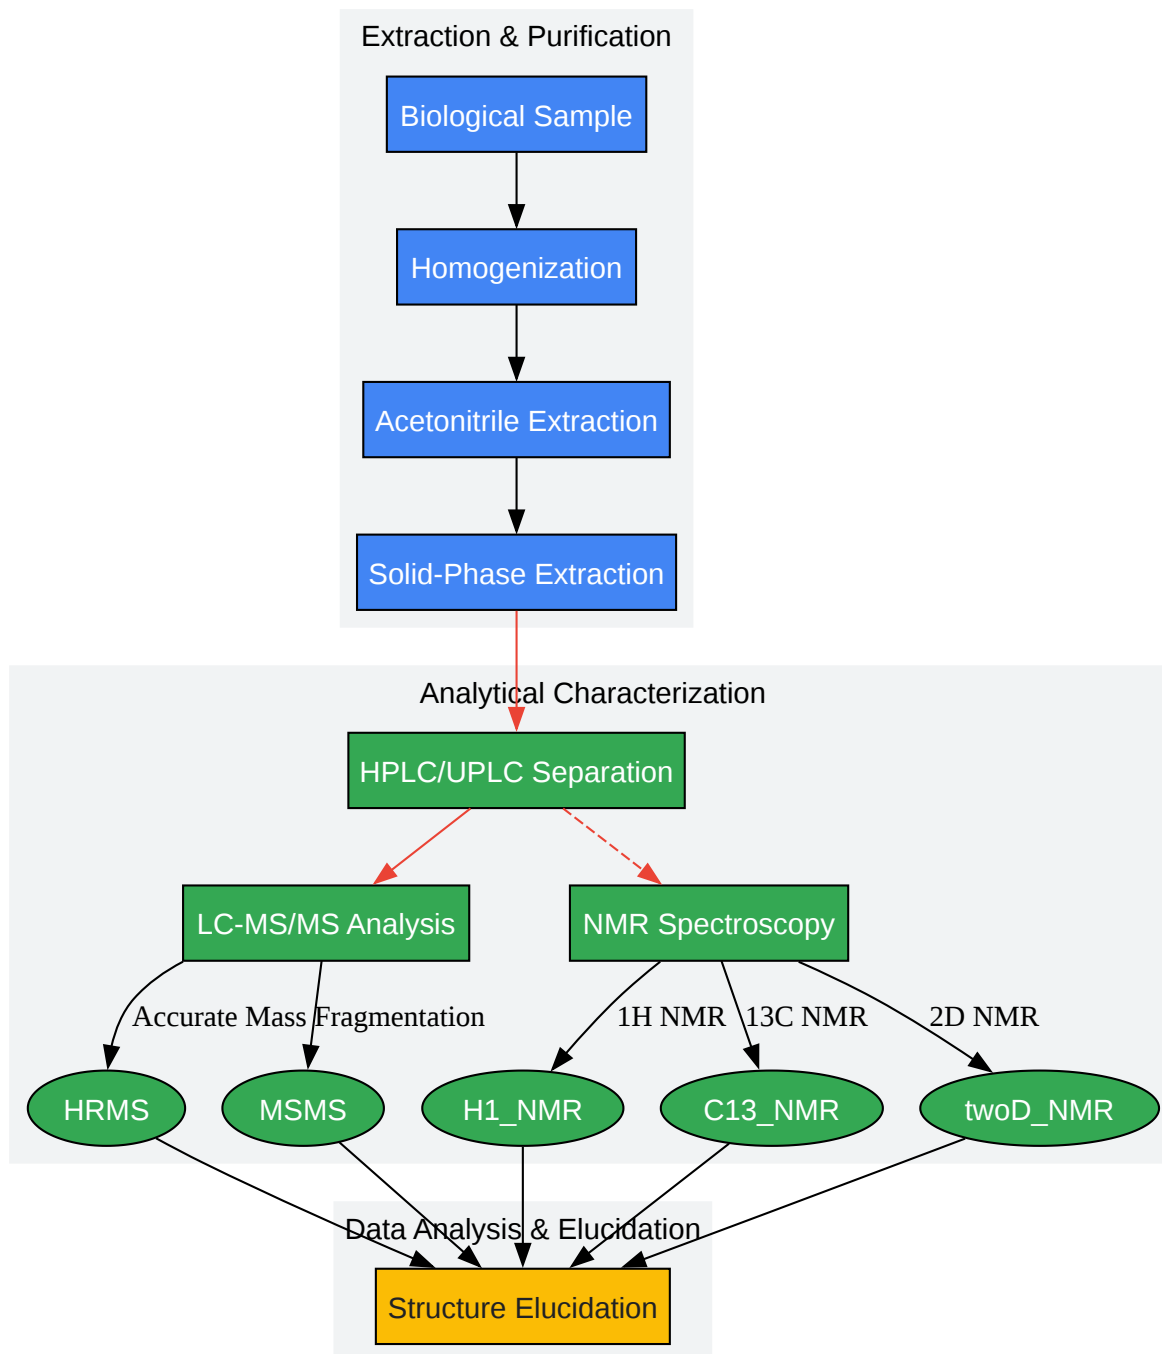 Extraction & Purification
Biological Sample
Homogenization
Acetonitrile Extraction
Solid-Phase Extraction
Analytical Characterization
HPLC/UPLC Separation
LC-MS/MS Analysis
NMR Spectroscopy
Accurate Mass
Fragmentation
1H NMR
13C NMR
2D NMR
HRMS
MSMS
H1_NMR
C13_NMR
twoD_NMR
Data Analysis & Elucidation
Structure Elucidation